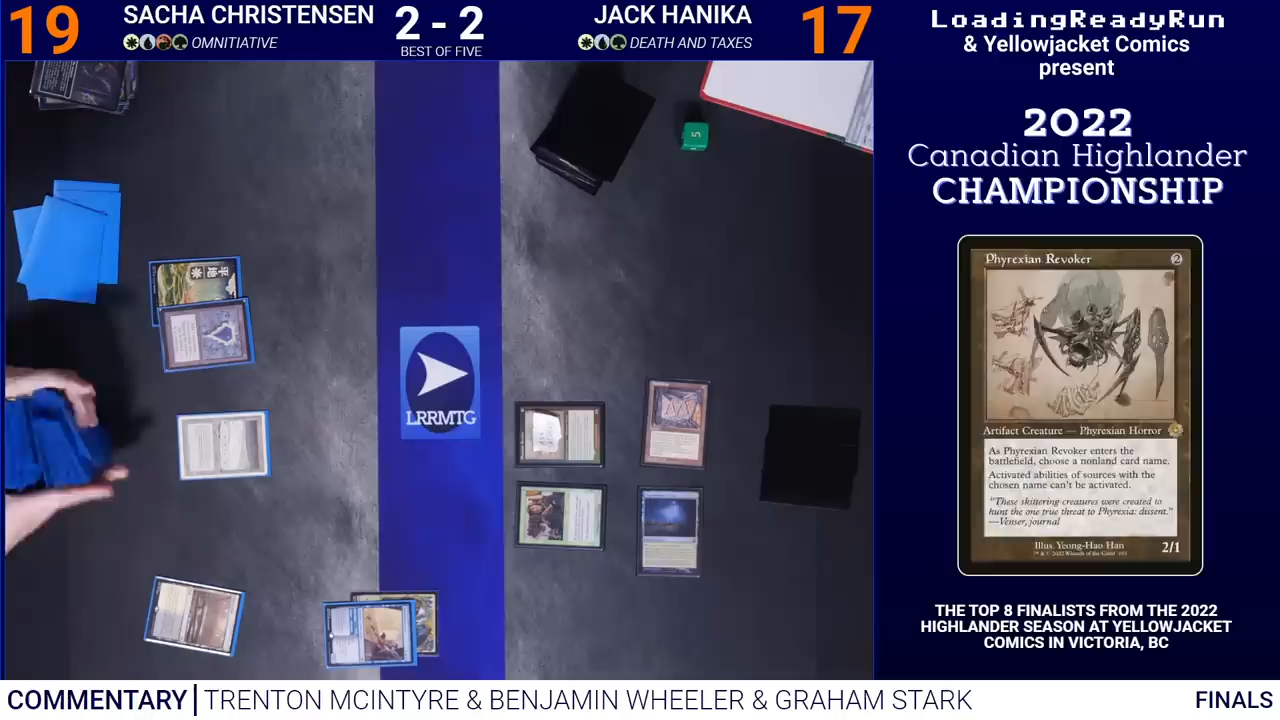 19
SACHA CHRISTENSEN
OMNITIATIVE
2 - 2
BEST OF FIVE
JACK HANIKA
DEATH AND TAXES
17
LoadingReadyRun
& Yellowjacket Comics
present
2022
Canadian Highlander
CHAMPIONSHIP
Phyrexian Revoker
2
Artifact Creature — Phyrexian Horror
As Phyrexian Revoker enters the
battlefield, choose a nonland card name.
Activated abilities of sources with the
chosen name can't be activated.
"These skittering creatures were created to
hunt the one true threat to Phyrexia: dissent."
—Venser, journal
Illus. Yeong-Hao Han
2/1
THE TOP 8 FINALISTS FROM THE 2022
HIGHLANDER SEASON AT YELLOWJACKET
COMICS IN VICTORIA, BC
5
LRRMTG
COMMENTARY
TRENTON MCINTYRE & BENJAMIN WHEELER & GRAHAM STARK
FINALS